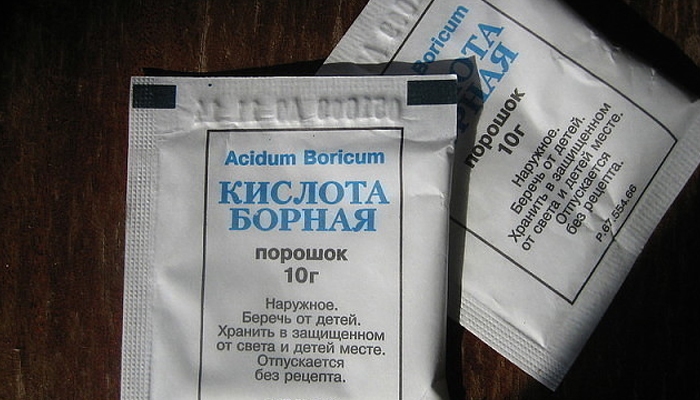 Acidum Boricum
КИСЛОТА
БОРНАЯ
порошок
10г
Наружное.
Беречь от детей.
Хранить в защищенном
от света и детей месте.
Отпускается
без рецепта.
Boricum
ОТА
НАЯ
порошок
10г
Наружное.
Беречь от детей.
Хранить в защищенном
от света и детей месте.
Отпускается
без рецепта.
Р.67.554.66